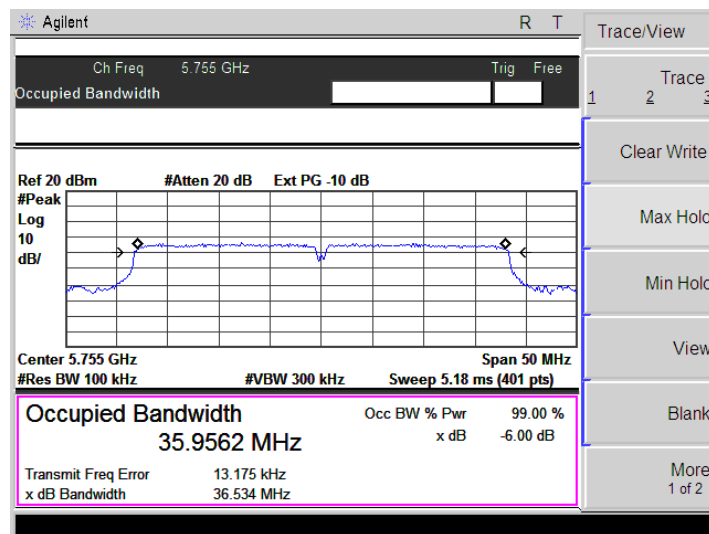 Agilent R T
Trace/View
Ch Freq 5.755 GHz Trig Free
Occupied Bandwidth
Trace
1 2 3
Clear Write
Ref 20 dBm #Atten 20 dB Ext PG -10 dB
#Peak
Log
10
dB/
Max Hold
Min Hold
View
Center 5.755 GHz Span 50 MHz
#Res BW 100 kHz #VBW 300 kHz Sweep 5.18 ms (401 pts)
Occupied Bandwidth Occ BW % Pwr 99.00 %
35.9562 MHz x dB -6.00 dB
Blank
Transmit Freq Error 13.175 kHz
x dB Bandwidth 36.534 MHz
More
1 of 2